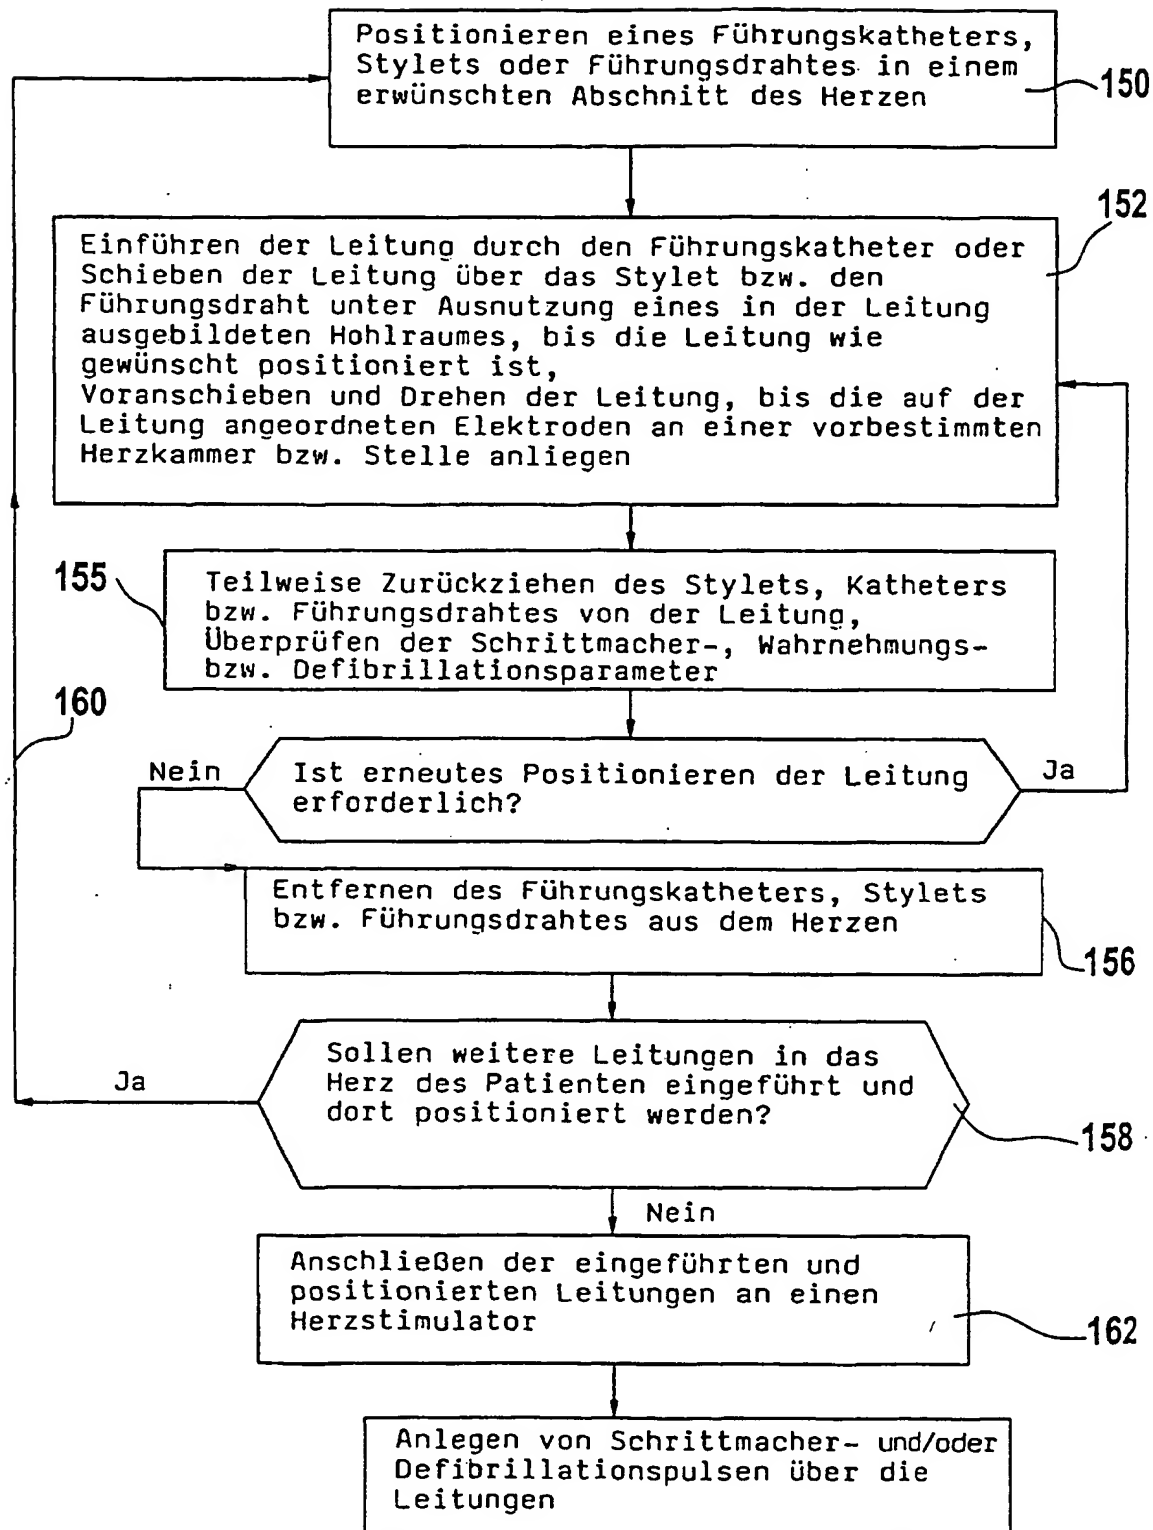 Positionieren eines Führungskatheters,
Stylets oder Führungsdrahtes in einem
erwünschten Abschnitt des Herzen
150
152
Einführen der Leitung durch den Führungskatheter oder
Schieben der Leitung über das Stylet bzw. den
Führungsdraht unter Ausnutzung eines in der Leitung
ausgebildeten Hohlraumes, bis die Leitung wie
gewünscht positioniert ist,
Voranschieben und Drehen der Leitung, bis die auf der
Leitung angeordneten Elektroden an einer vorbestimmten
Herzkammer bzw. Stelle anliegen
155
Teilweise Zurückziehen des Stylets, Katheters
bzw. Führungsdrahtes von der Leitung,
Überprüfen der Schrittmacher-, Wahrnehmungs-
bzw. Defibrillationsparameter
160
Nein
Ist erneutes Positionieren der Leitung
erforderlich?
Ja
Entfernen des Führungskatheters, Stylets
bzw. Führungsdrahtes aus dem Herzen
156
Sollen weitere Leitungen in das
Herz des Patienten eingeführt und
dort positioniert werden?
Ja
158
Nein
Anschließen der eingeführten und
positionierten Leitungen an einen
Herzstimulator
162
Anlegen von Schrittmacher- und/oder
Defibrillationspulsen über die
Leitungen